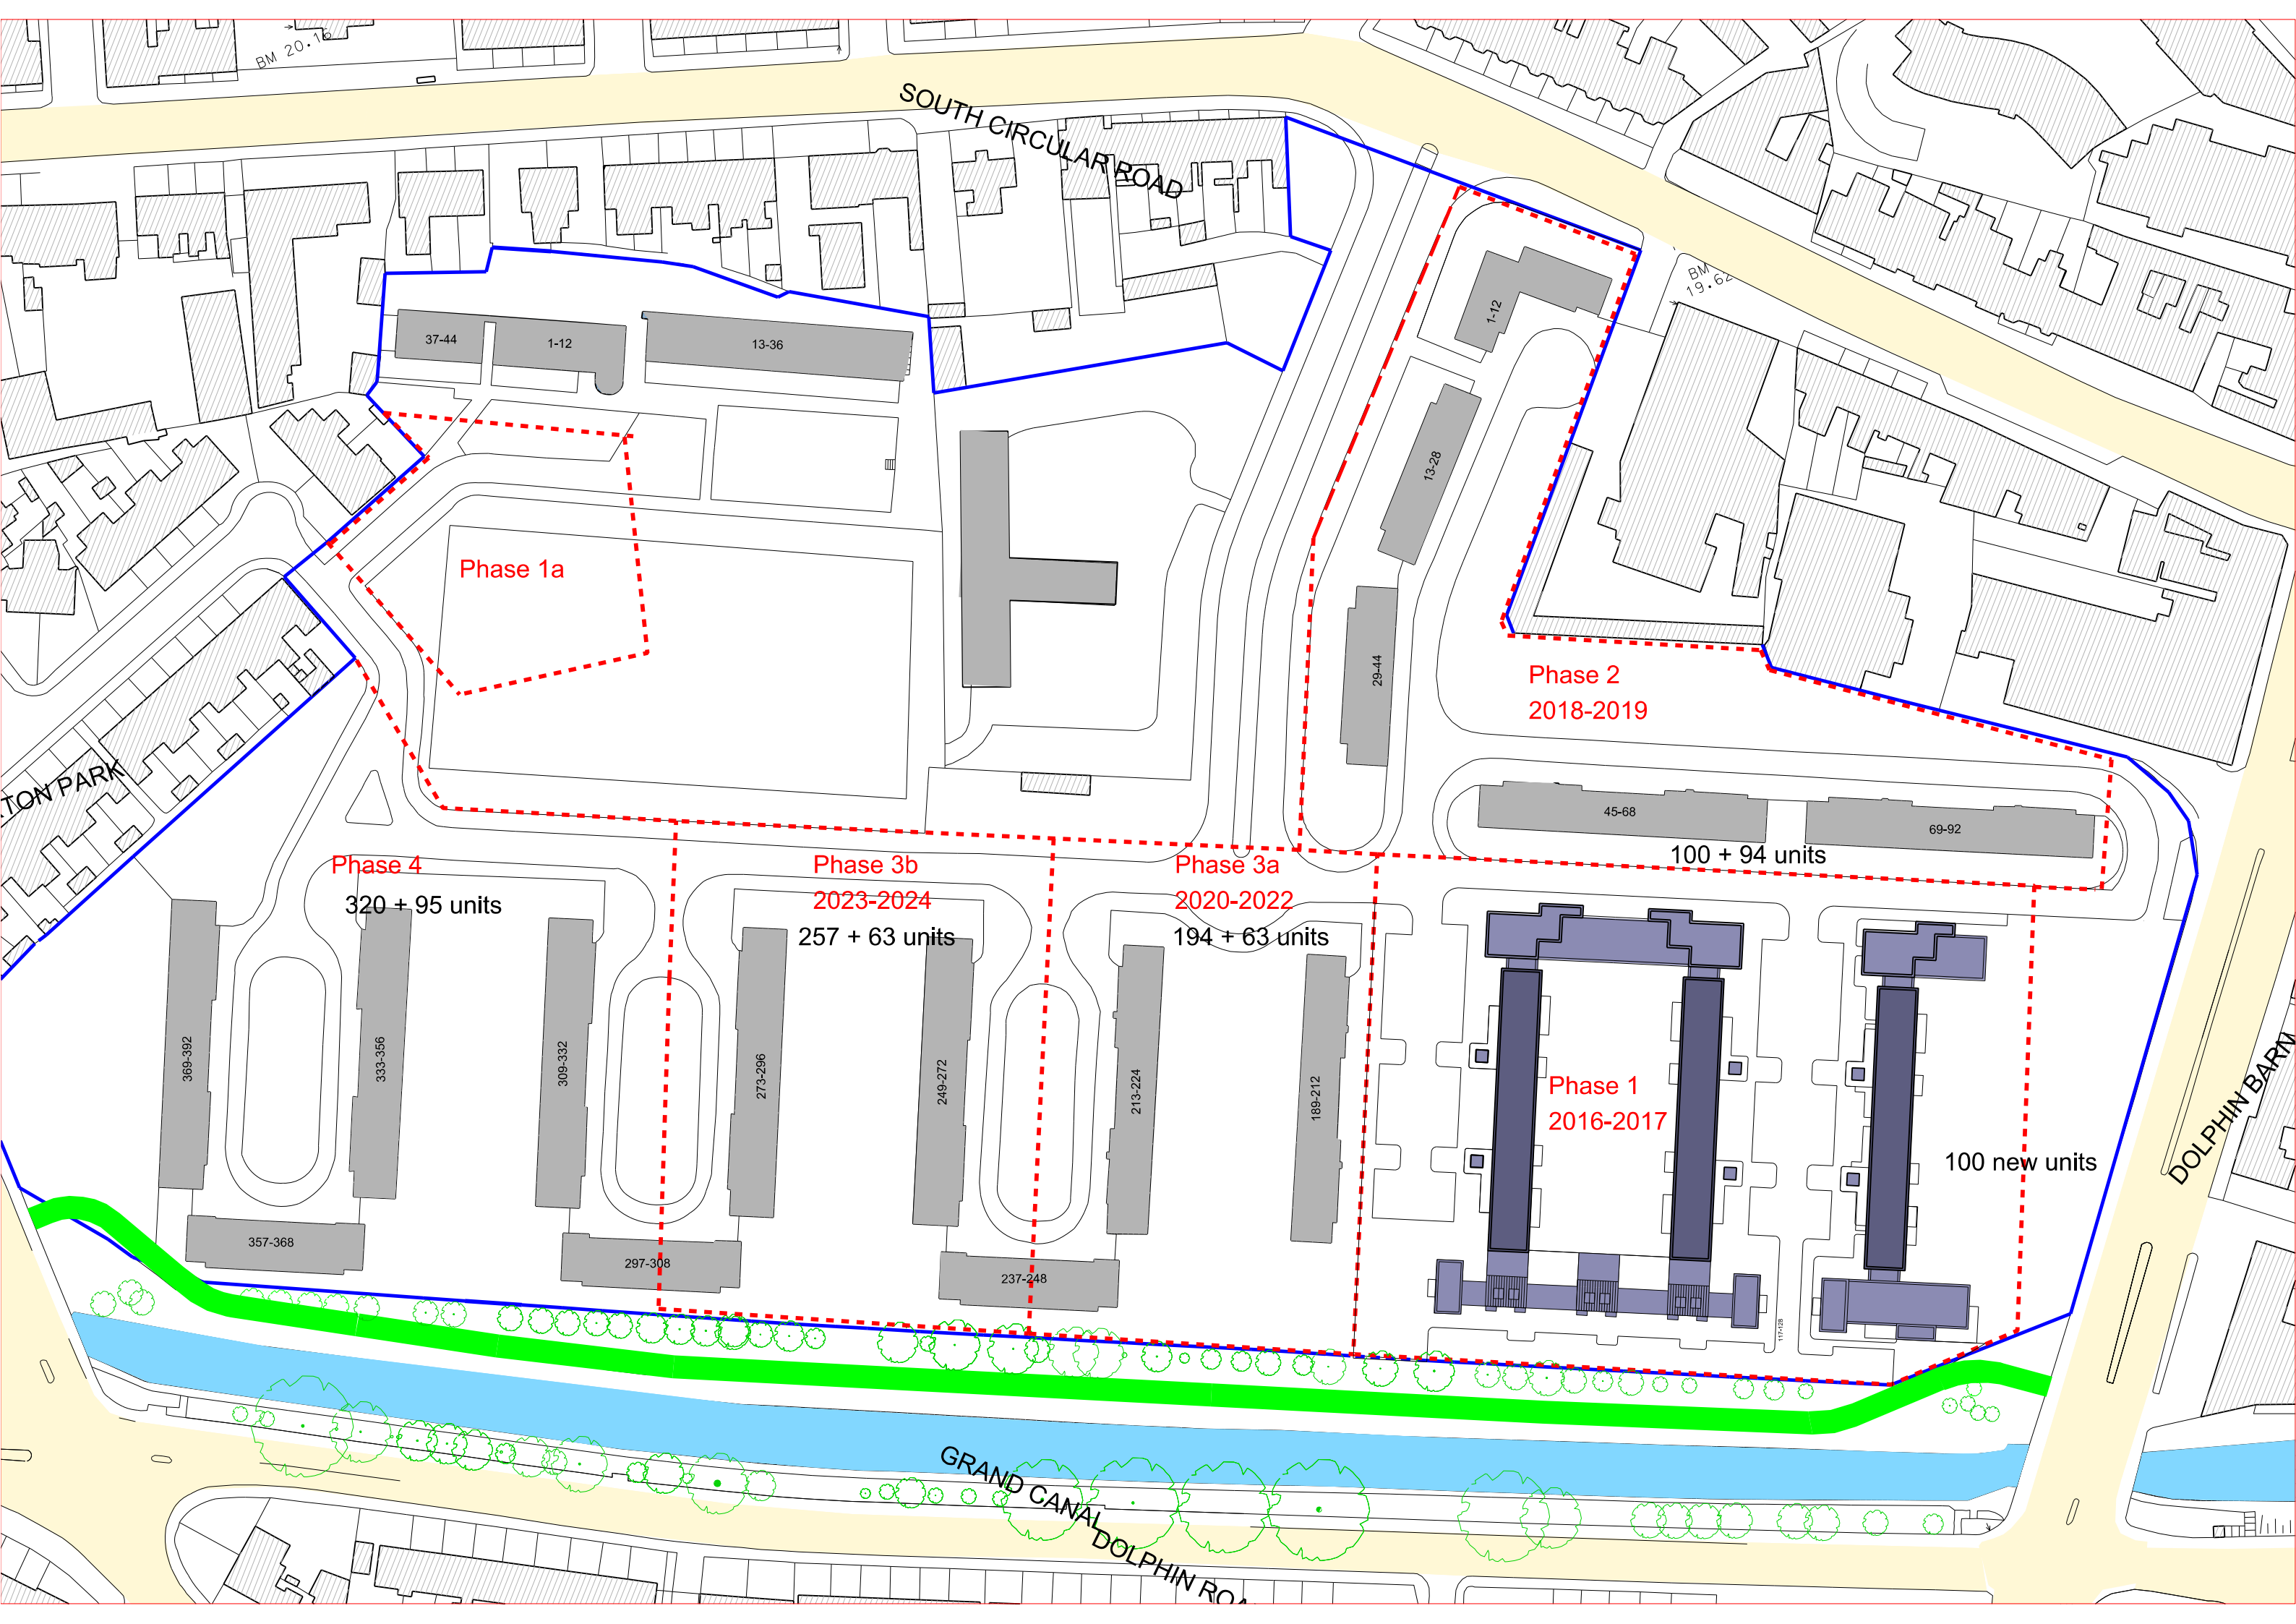 BM 20.16
SOUTH CIRCULAR ROAD
BM
19.62
1-12
37-44
1-12
13-36
13-28
Phase 1a
29-44
Phase 2
2018-2019
TON PARK
45-68
69-92
100 + 94 units
Phase 4
320 + 95 units
Phase 3b
2023-2024
257 + 63 units
Phase 3a
2020-2022
194 + 63 units
369-392
333-356
309-332
273-296
249-272
213-224
189-212
Phase 1
2016-2017
100 new units
DOLPHIN BARN
357-368
297-308
237-248
117-128
GRAND CANAL
DOLPHIN ROA